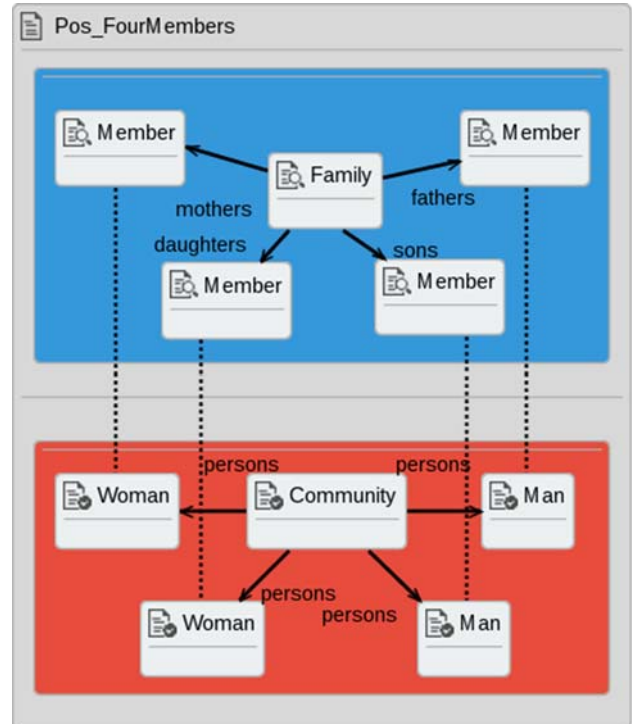 Pos_FourMembers
Member
Member
Family
mothers
fathers
daughters
sons
Member
Member
persons
persons
Woman
Community
Man
persons
persons
Woman
Man